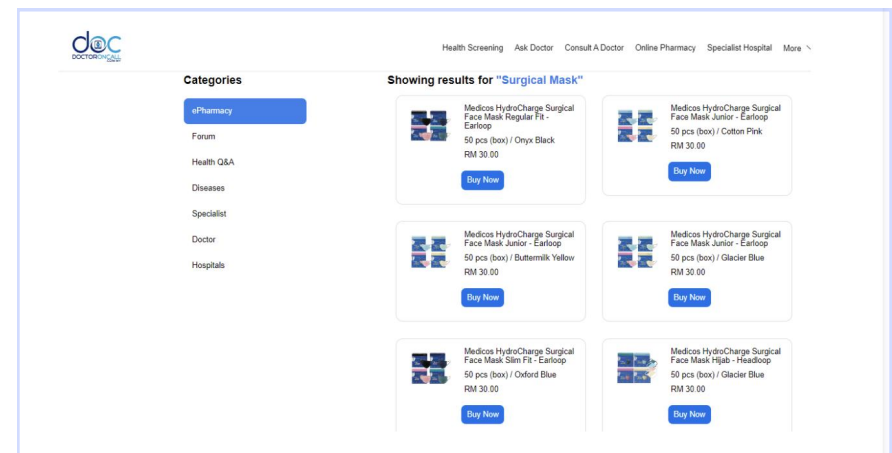 doc
DOCTORONCALL
Health Screening Ask Doctor Consult A Doctor Online Pharmacy Specialist Hospital More
Categories
ePharmacy
Forum
Health Q&A
Diseases
Specialist
Doctor
Hospitals
Showing results for "Surgical Mask"
Medicos HydroCharge Surgical
Face Mask Regular Fit -
Earloop
50 pcs (box) / Onyx Black
RM 30.00
Buy Now
Medicos HydroCharge Surgical
Face Mask Junior - Earloop
50 pcs (box) / Cotton Pink
RM 30.00
Buy Now
Medicos HydroCharge Surgical
Face Mask Junior - Earloop
50 pcs (box) / Buttermilk Yellow
RM 30.00
Buy Now
Medicos HydroCharge Surgical
Face Mask Junior - Earloop
50 pcs (box) / Glacier Blue
RM 30.00
Buy Now
Medicos HydroCharge Surgical
Face Mask Slim Fit - Earloop
50 pcs (box) / Oxford Blue
RM 30.00
Buy Now
Medicos HydroCharge Surgical
Face Mask Hijab - Headloop
50 pcs (box) / Glacier Blue
RM 30.00
Buy Now